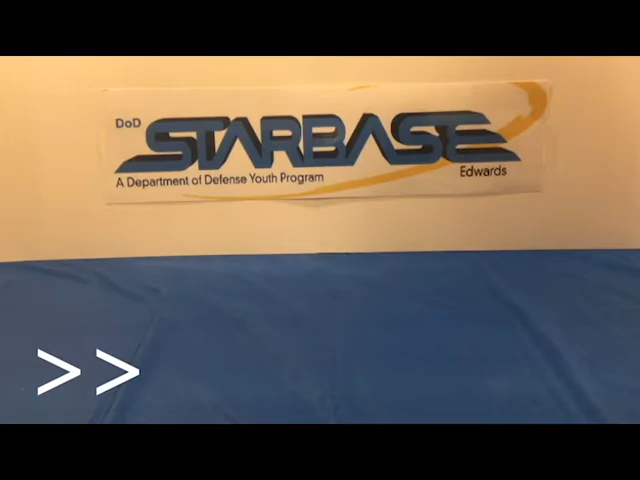 DoD
STARBASE
A Department of Defense Youth Program
Edwards
>>